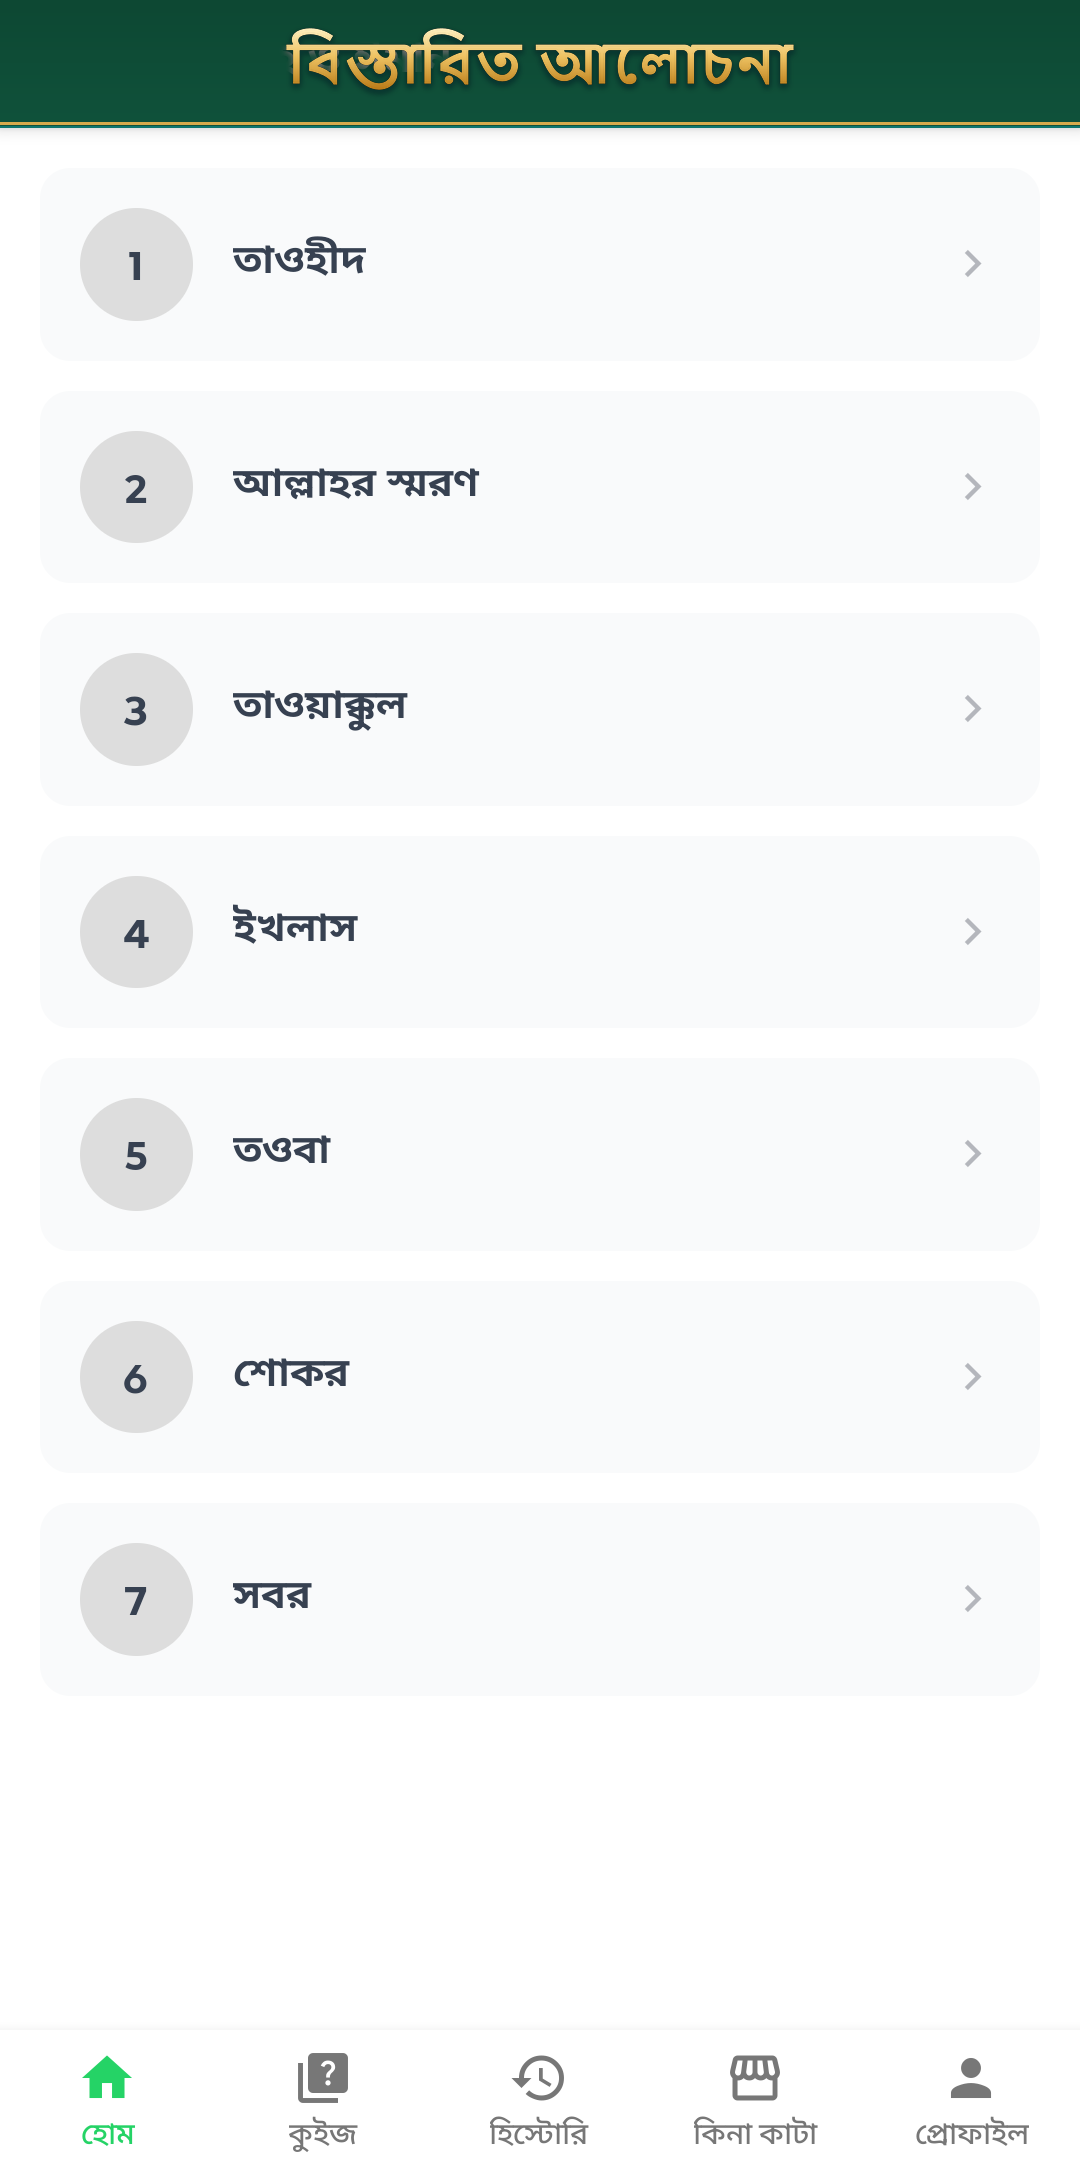 বিস্তারিত আলোচনা
1 তাওহীদ
2 আল্লাহর স্মরণ
3 তাওয়াক্কুল
4 ইখলাস
5 তওবা
6 শোকর
7 সবর
হোম কুইজ হিস্টোরি কিনা কাটা প্রোফাইল